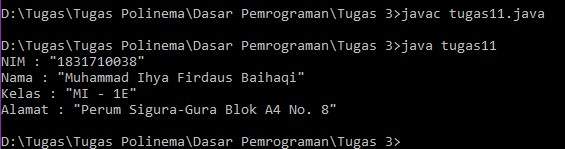 D:\Tugas\Tugas Polinema\Dasar Pemrograman\Tugas 3>javac tugas11.java
D:\Tugas\Tugas Polinema\Dasar Pemrograman\Tugas 3>java tugas11
NIM : "1831710038"
Nama : "Muhammad Ihya Firdaus Baihaqi"
Kelas : "MI - 1E"
Alamat : "Perum Sigura-Gura Blok A4 No. 8"
D:\Tugas\Tugas Polinema\Dasar Pemrograman\Tugas 3>